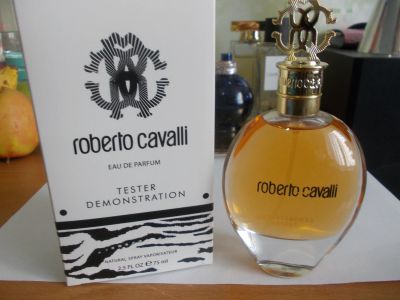 roberto cavalli
EAU DE PARFUM
TESTER
DEMONSTRATION
NATURAL SPRAY VAPORISATEUR
2.5 FL OZ ℮ 75 ml
roberto cavalli